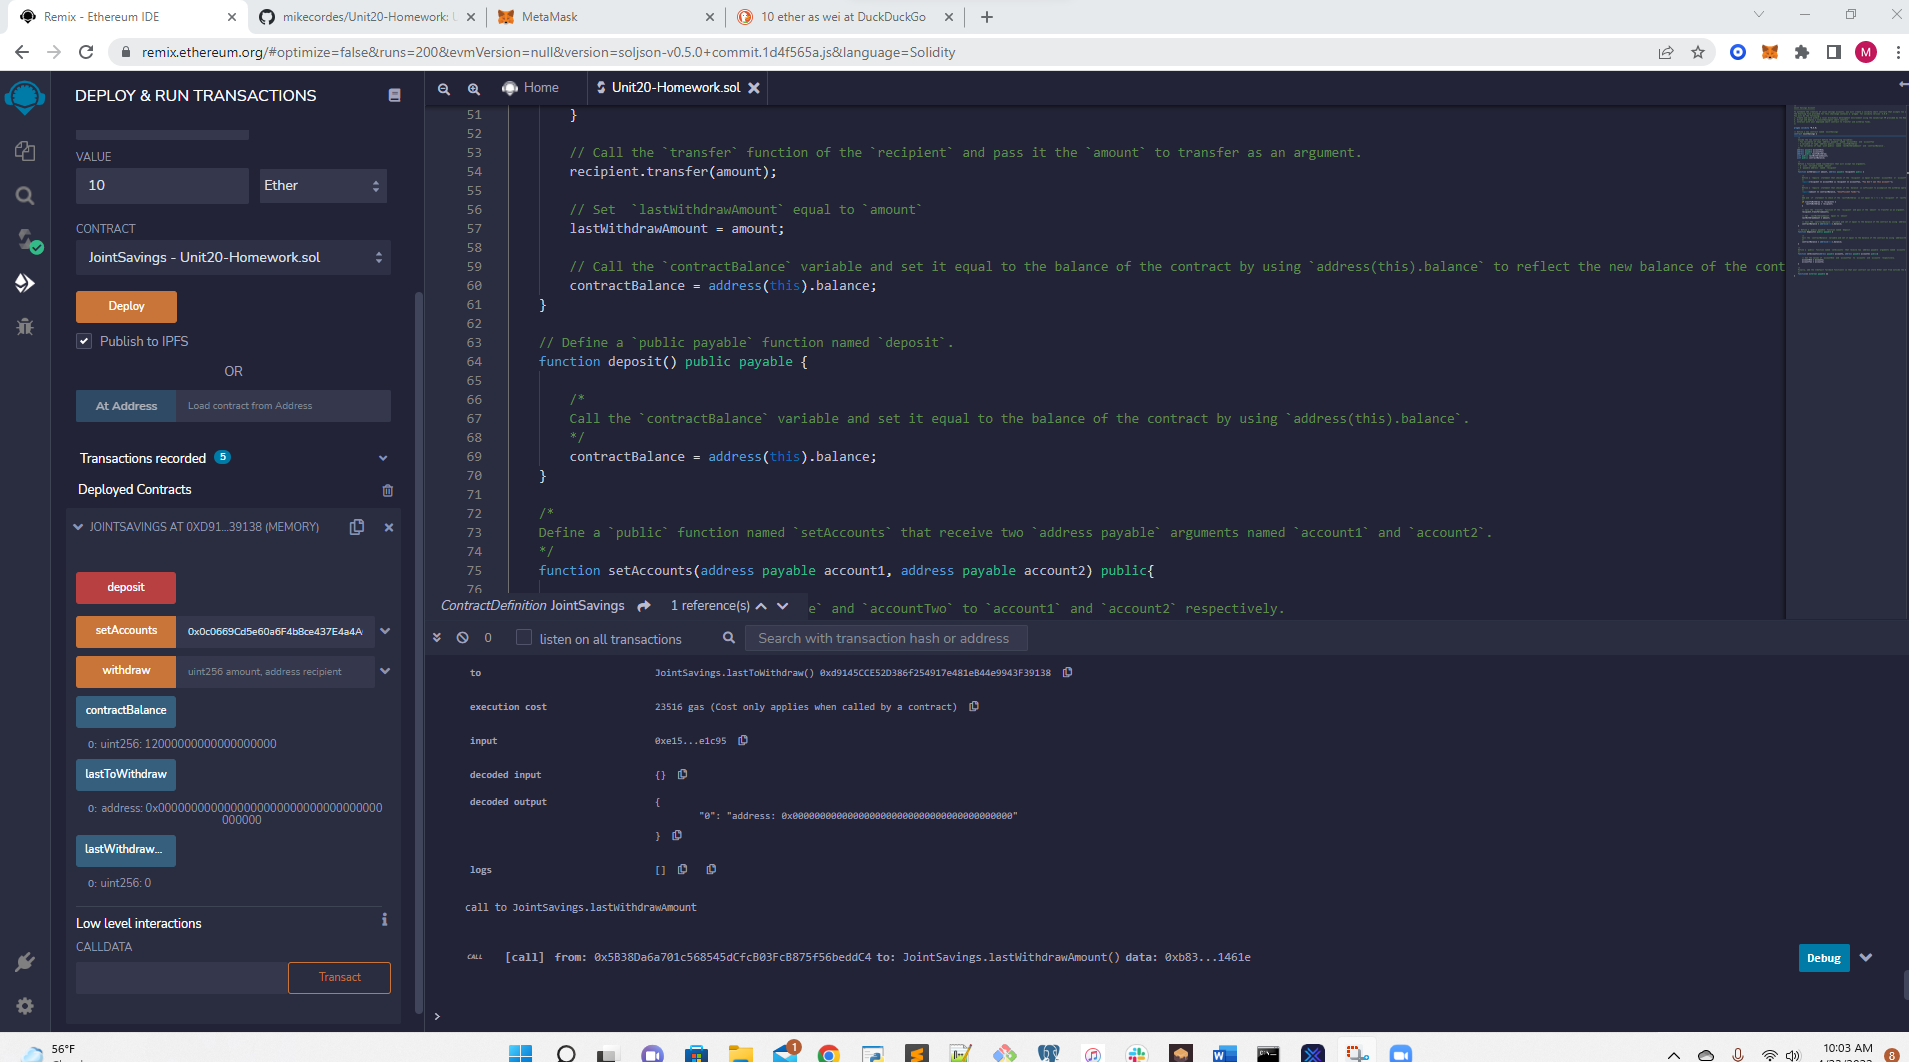 Remix - Ethereum IDE
mikecordes/Unit20-Homework:
MetaMask
10 ether as wei at DuckDuckGo
remix.ethereum.org/#optimize=false&runs=200&evmVersion=null&version=soljson-v0.5.0+commit.1d4f565a.js&language=Solidity
M
DEPLOY & RUN TRANSACTIONS
VALUE
10
Ether
CONTRACT
JointSavings - Unit20-Homework.sol
Deploy
Publish to IPFS
OR
At Address
Load contract from Address
Transactions recorded 5
Deployed Contracts
JOINTSAVINGS AT 0XD91...39138 (MEMORY)
deposit
setAccounts
0x0c0669Cd5e60a6F4b8ce437E4a4A
withdraw
uint256 amount, address recipient
contractBalance
0: uint256: 12000000000000000000
lastToWithdraw
0: address: 0x0000000000000000000000000000000000
000000
lastWithdraw...
0: uint256: 0
Low level interactions
CALLDATA
Transact
Home
Unit20-Homework.sol
51 }
52
53 // Call the `transfer` function of the `recipient` and pass it the `amount` to transfer as an argument.
54 recipient.transfer(amount);
55
56 // Set  `lastWithdrawAmount` equal to `amount`
57 lastWithdrawAmount = amount;
58
59 // Call the `contractBalance` variable and set it equal to the balance of the contract by using `address(this).balance` to reflect the new balance of the cont
60 contractBalance = address(this).balance;
61 }
62
63 // Define a `public payable` function named `deposit`.
64 function deposit() public payable {
65
66 /*
67 Call the `contractBalance` variable and set it equal to the balance of the contract by using `address(this).balance`.
68 */
69 contractBalance = address(this).balance;
70 }
71
72 /*
73 Define a `public` function named `setAccounts` that receive two `address payable` arguments named `account1` and `account2`.
74 */
75 function setAccounts(address payable account1, address payable account2) public{
76
ContractDefinition JointSavings
1 reference(s)
e` and `accountTwo` to `account1` and `account2` respectively.
0
listen on all transactions
Search with transaction hash or address
to
JointSavings.lastToWithdraw() 0xd9145CCE52D386f254917e481eB44e9943F39138
execution cost
23516 gas (Cost only applies when called by a contract)
input
0xe15...e1c95
decoded input
{}
decoded output
{
"0": "address: 0x0000000000000000000000000000000000000000"
}
logs
[]
call to JointSavings.lastWithdrawAmount
CALL
[call] from: 0x5B38Da6a701c568545dCfcB03FcB875f56beddC4 to: JointSavings.lastWithdrawAmount() data: 0xb83...1461e
Debug
>
56°F
1
10:03 AM
8